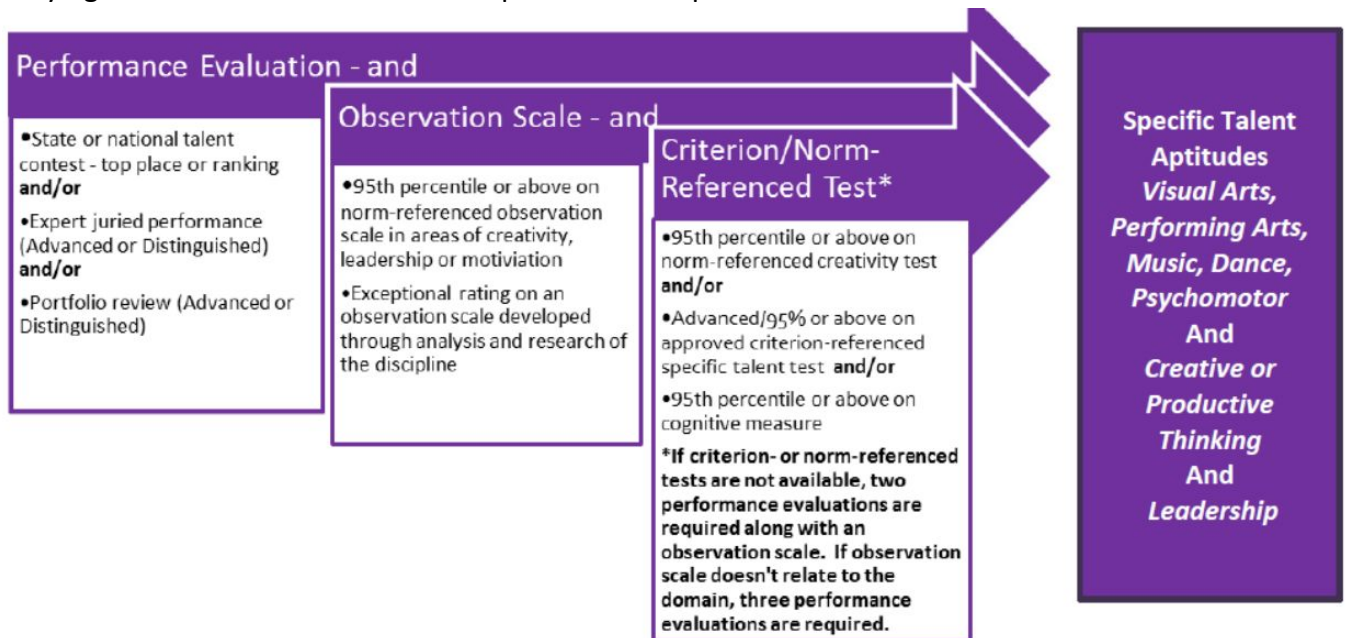 Performance Evaluation - and
•State or national talent
contest - top place or ranking
and/or
•Expert juried performance
(Advanced or Distinguished)
and/or
•Portfolio review (Advanced or
Distinguished)
Observation Scale - and
•95th percentile or above on
norm-referenced observation
scale in areas of creativity,
leadership or motiviation
•Exceptional rating on an
observation scale developed
through analysis and research of
the discipline
Criterion/Norm-
Referenced Test*
•95th percentile or above on
norm-referenced creativity test
and/or
•Advanced/95% or above on
approved criterion-referenced
specific talent test and/or
•95th percentile or above on
cognitive measure
*If criterion- or norm-referenced
tests are not available, two
performance evaluations are
required along with an
observation scale. If observation
scale doesn't relate to the
domain, three performance
evaluations are required.
Specific Talent
Aptitudes
Visual Arts,
Performing Arts,
Music, Dance,
Psychomotor
And
Creative or
Productive
Thinking
And
Leadership